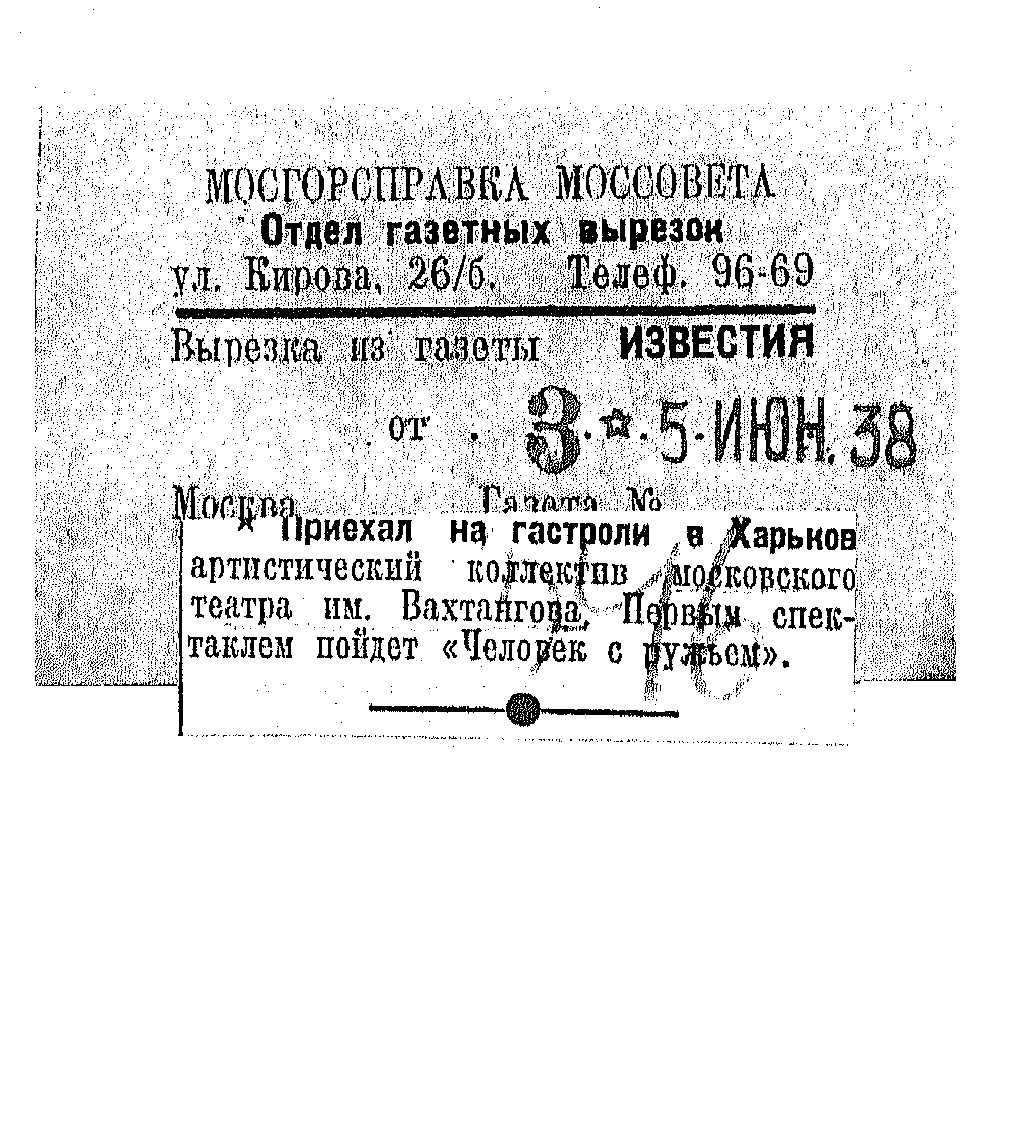 МОСГОРСПРАВКА МОССОВЕТА
Отдел газетных вырезок
ул. Кирова, 26/б. Телеф. 96-69
Вырезка из газеты ИЗВЕСТИЯ
от . 3 · ☆ · 5 · ИЮН. 38
Москва Газета №
★ Приехал на гастроли в Харьков
артистический коллектив московского
театра им. Вахтангова. Первым спек-
таклем пойдет «Человек с ружьем».